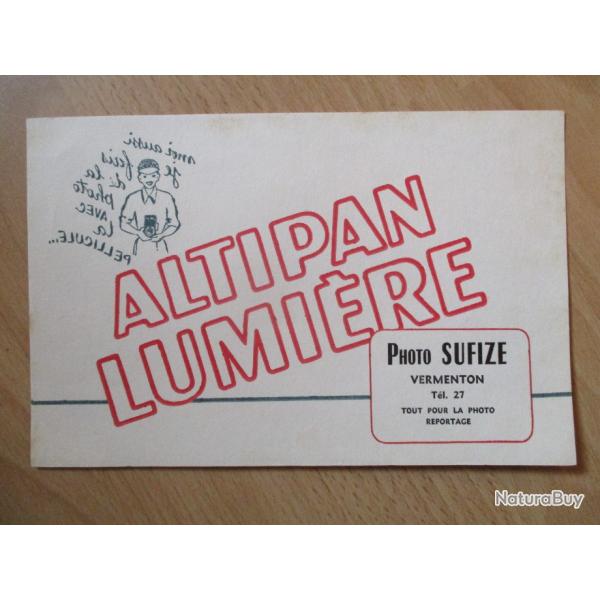 moi aussi
je fais
de la
photo
AVEC
la
PELLICULE...
ALTIPAN
LUMIÈRE
PHOTO SUFIZE
VERMENTON
Tél. 27
TOUT POUR LA PHOTO
REPORTAGE
NaturaBuy